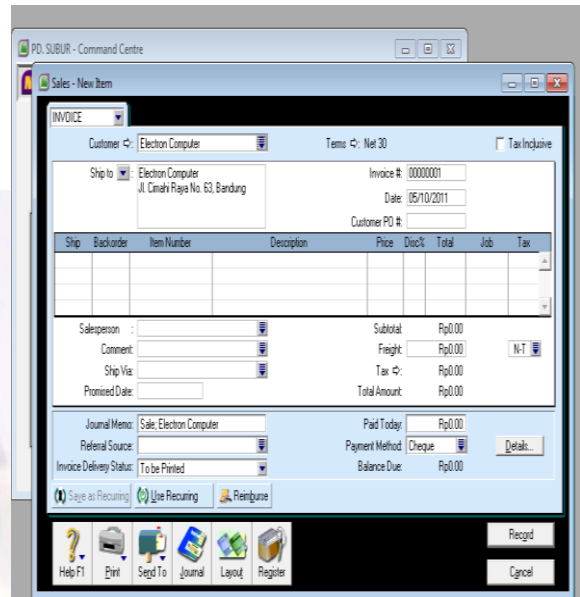 PD. SUBUR - Command Centre
Sales - New Item
INVOICE
Customer ⇨: Electron Computer Terms ⇨: Net 30 Tax Inclusive
Ship to : Electron Computer Invoice #: 00000001
Jl. Cimahi Raya No. 63, Bandung
Date: 05/10/2011
Customer PO #:
Ship Backorder Item Number Description Price Disc% Total Job Tax
Salesperson : Subtotal: Rp0.00
Comment: Freight: Rp0.00 N-T
Ship Via: Tax ⇨: Rp0.00
Promised Date: Total Amount: Rp0.00
Journal Memo: Sale; Electron Computer Paid Today: Rp0.00
Referral Source: Payment Method: Cheque Details...
Invoice Delivery Status: To be Printed Balance Due: Rp0.00
Save as Recurring Use Recurring Reimburse
Help F1 Print Send To Journal Layout Register
Record
Cancel